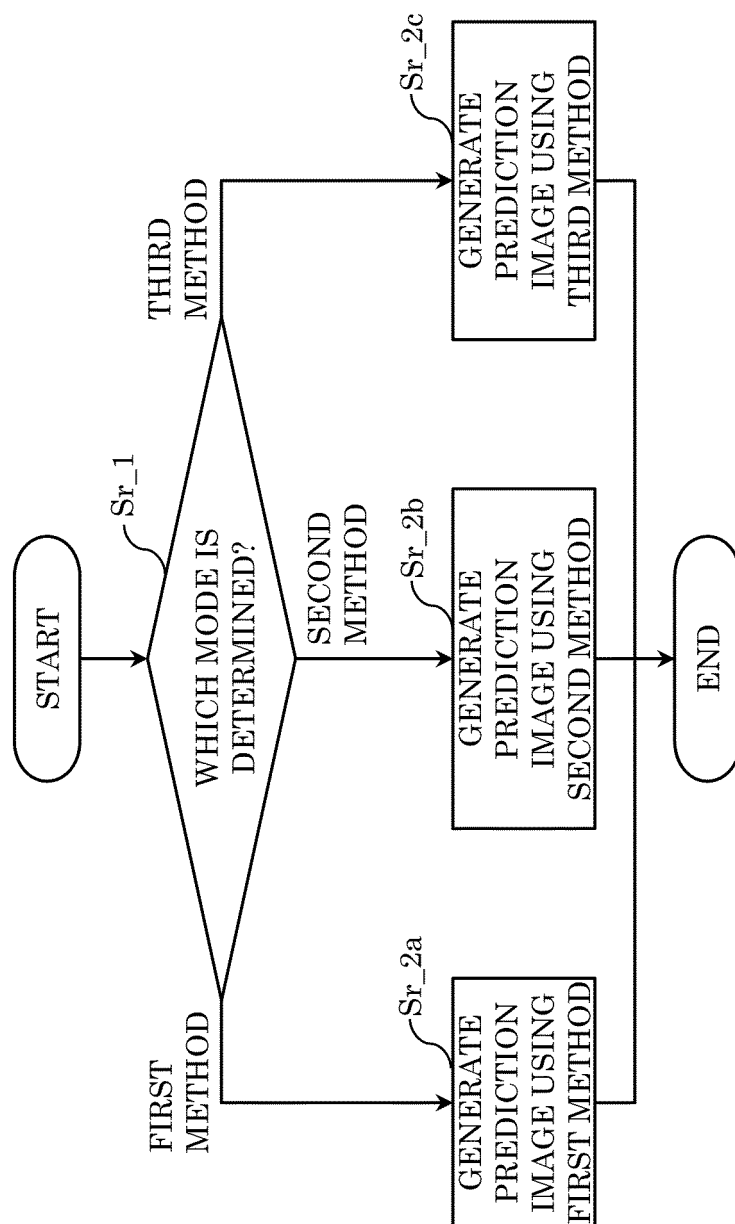 START
Sr_1
WHICH MODE IS
DETERMINED?
FIRST
METHOD
SECOND
METHOD
THIRD
METHOD
Sr_2a
GENERATE
PREDICTION
IMAGE USING
FIRST METHOD
Sr_2b
GENERATE
PREDICTION
IMAGE USING
SECOND METHOD
Sr_2c
GENERATE
PREDICTION
IMAGE USING
THIRD METHOD
END